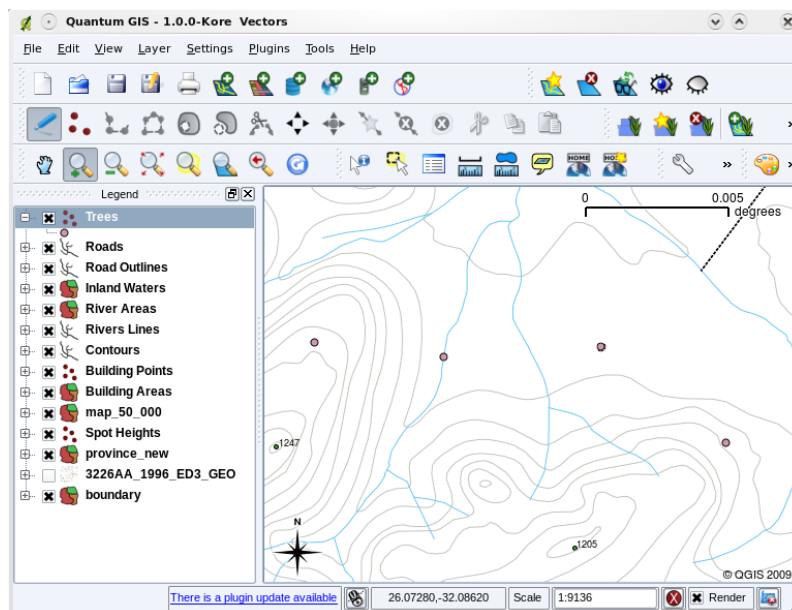 Quantum GIS - 1.0.0-Kore Vectors
File Edit View Layer Settings Plugins Tools Help
HOME HO
Legend
Trees
Roads
Road Outlines
Inland Waters
River Areas
Rivers Lines
Contours
Building Points
Building Areas
map_50_000
Spot Heights
province_new
3226AA_1996_ED3_GEO
boundary
0 0.005
degrees
1247
1205
N
© QGIS 2009
There is a plugin update available 26.07280,-32.08620 Scale 1:9136 Render